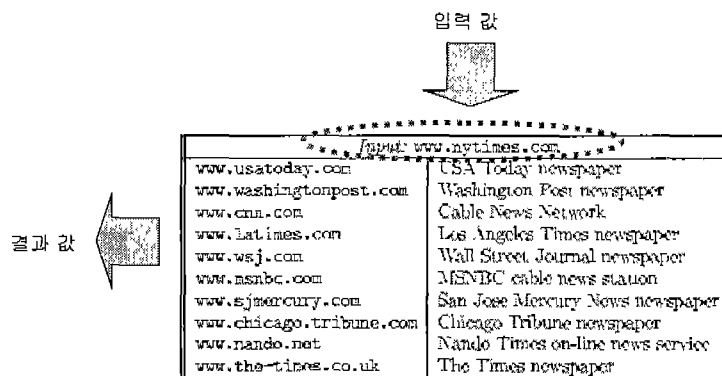 입력 값
Input: www.nytimes.com
www.usatoday.com USA Today newspaper
www.washingtonpost.com Washington Post newspaper
www.cnn.com Cable News Network
www.latimes.com Los Angeles Times newspaper
www.wsj.com Wall Street Journal newspaper
결과 값
www.msnbc.com MSNBC cable news station
www.sjmercury.com San Jose Mercury News newspaper
www.chicago.tribune.com Chicago Tribune newspaper
www.nando.net Nando Times on-line news service
www.the-times.co.uk The Times newspaper